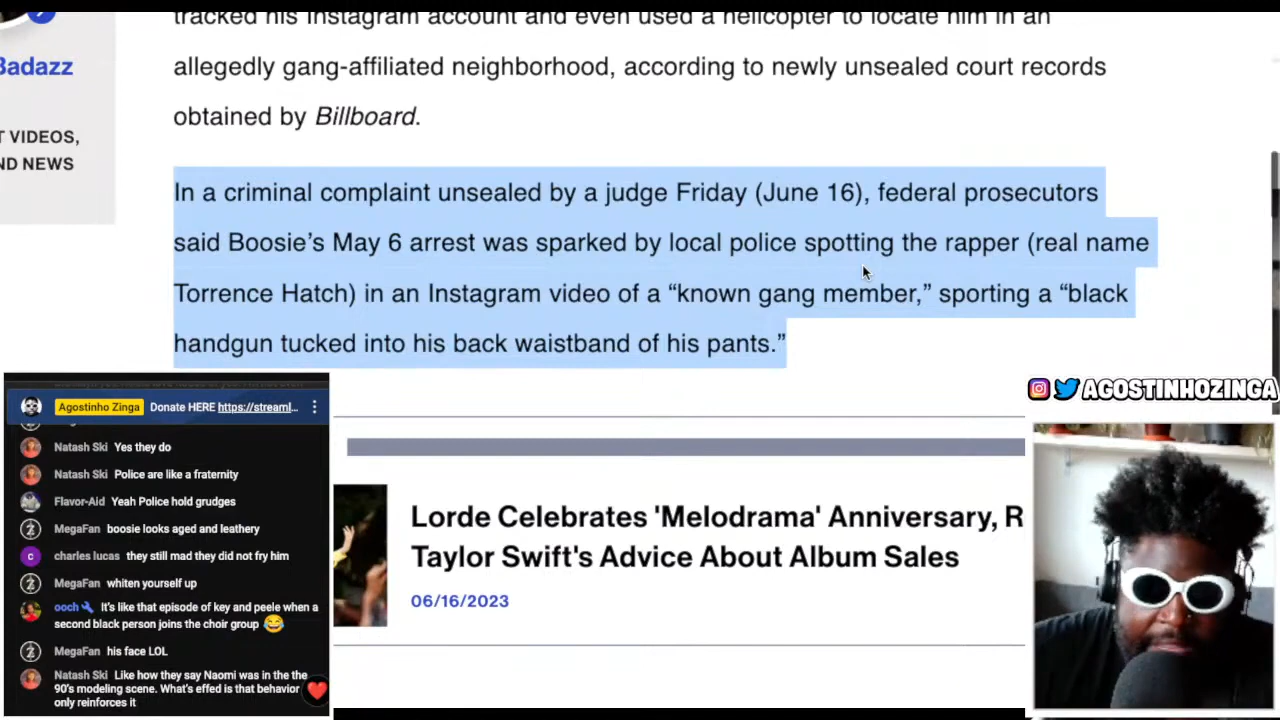 tracked his Instagram account and even used a helicopter to locate him in an
allegedly gang-affiliated neighborhood, according to newly unsealed court records
obtained by Billboard.
Badazz
T VIDEOS,
ND NEWS
In a criminal complaint unsealed by a judge Friday (June 16), federal prosecutors
said Boosie’s May 6 arrest was sparked by local police spotting the rapper (real name
Torrence Hatch) in an Instagram video of a “known gang member,” sporting a “black
handgun tucked into his back waistband of his pants.”
Agostinho Zinga Donate HERE https://streaml...
Natash Ski Yes they do
Natash Ski Police are like a fraternity
Flavor-Aid Yeah Police hold grudges
MegaFan boosie looks aged and leathery
charles lucas they still mad they did not fry him
MegaFan whiten yourself up
ooch It's like that episode of key and peele when a
second black person joins the choir group 😂
MegaFan his face LOL
Natash Ski Like how they say Naomi was in the the
90's modeling scene. What's effed is that behavior
only reinforces it
Lorde Celebrates 'Melodrama' Anniversary, R
Taylor Swift's Advice About Album Sales
06/16/2023
AGOSTINHOZINGA